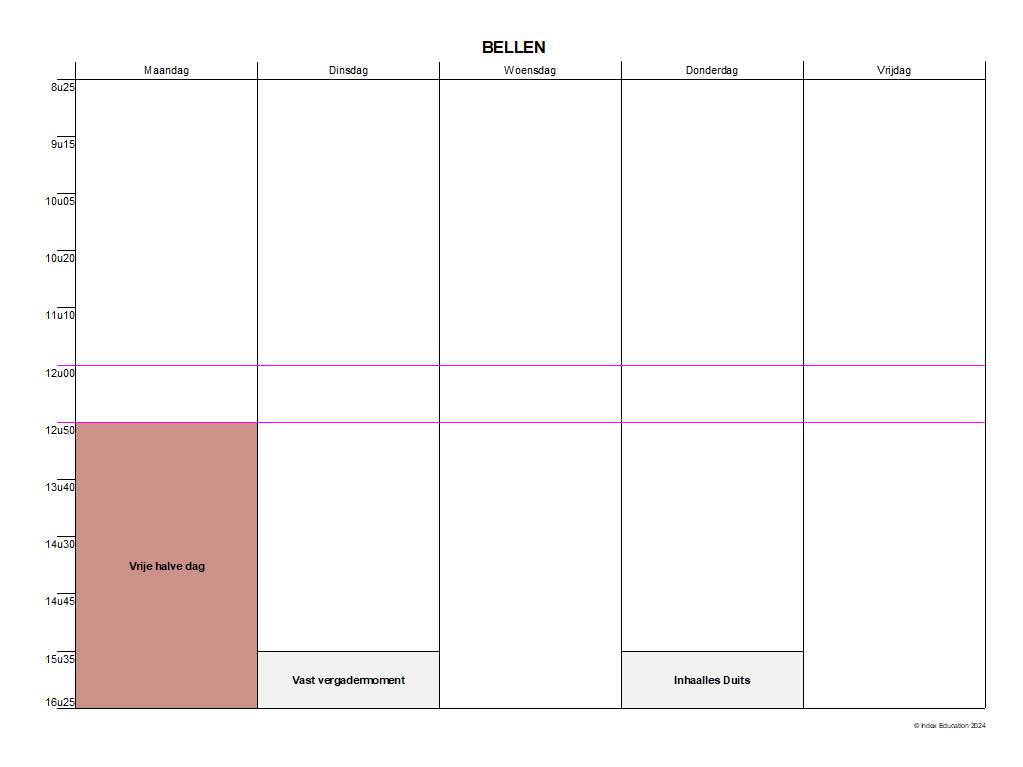 BELLEN
Maandag Dinsdag Woensdag Donderdag Vrijdag
8u25
9u15
10u05
10u20
11u10
12u00
12u50
13u40
14u30
Vrije halve dag
14u45
15u35
Vast vergadermoment Inhaalles Duits
16u25
© Index Education 2024